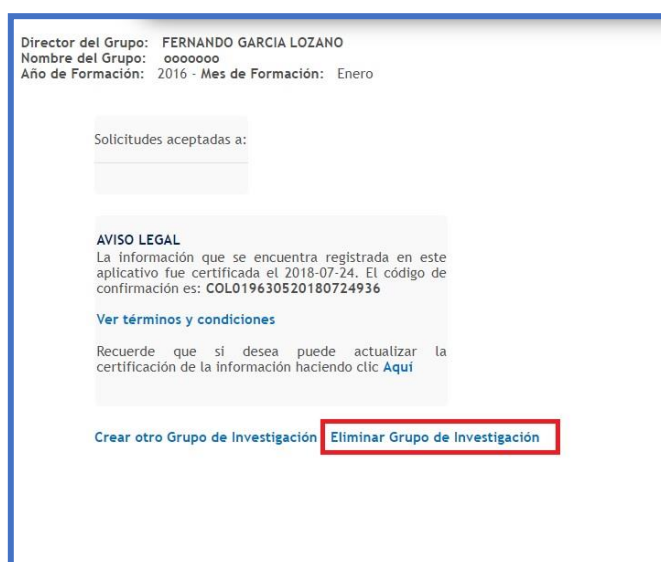 Director del Grupo: FERNANDO GARCIA LOZANO
Nombre del Grupo: ooooooo
Año de Formación: 2016 - Mes de Formación: Enero
Solicitudes aceptadas a:
AVISO LEGAL
La información que se encuentra registrada en este
aplicativo fue certificada el 2018-07-24. El código de
confirmación es: COL019630520180724936
Ver términos y condiciones
Recuerde que si desea puede actualizar la
certificación de la información haciendo clic Aquí
Crear otro Grupo de Investigación Eliminar Grupo de Investigación